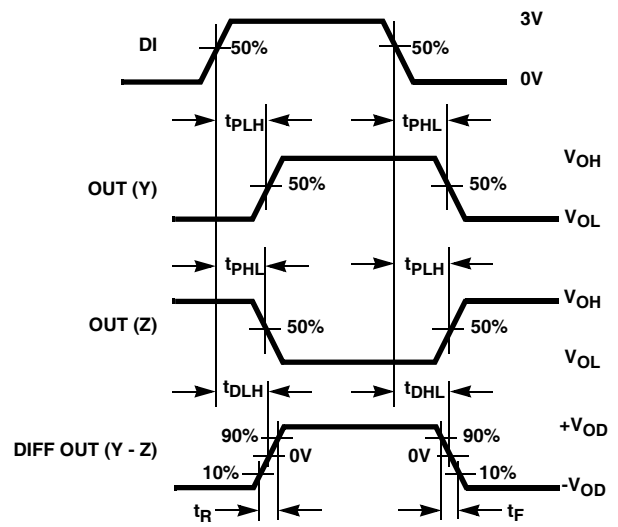 3V
DI
50%
50%
0V
tPLH
tPHL
VOH
OUT (Y)
50%
50%
VOL
tPHL
tPLH
VOH
OUT (Z)
50%
50%
VOL
tDLH
tDHL
+VOD
90%
90%
DIFF OUT (Y - Z)
0V
0V
10%
10%
-VOD
tR
tF